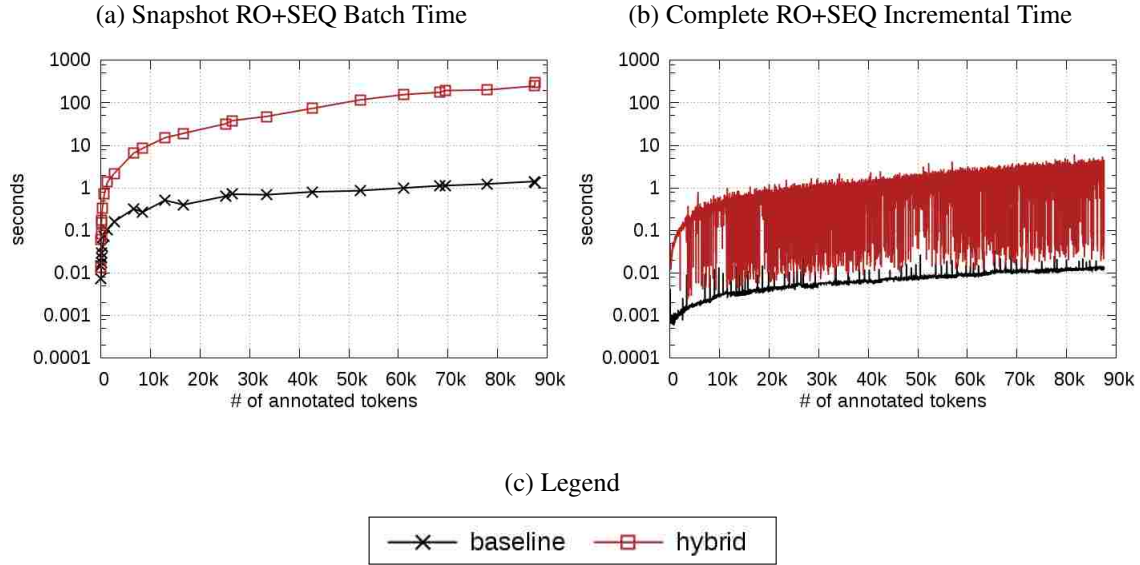 (a) Snapshot RO+SEQ Batch Time
1000
100
10
1
0.1
0.01
0.001
0.0001
seconds
0 10k 20k 30k 40k 50k 60k 70k 80k 90k
# of annotated tokens
(b) Complete RO+SEQ Incremental Time
1000
100
10
1
0.1
0.01
0.001
0.0001
seconds
0 10k 20k 30k 40k 50k 60k 70k 80k 90k
# of annotated tokens
(c) Legend
baseline hybrid